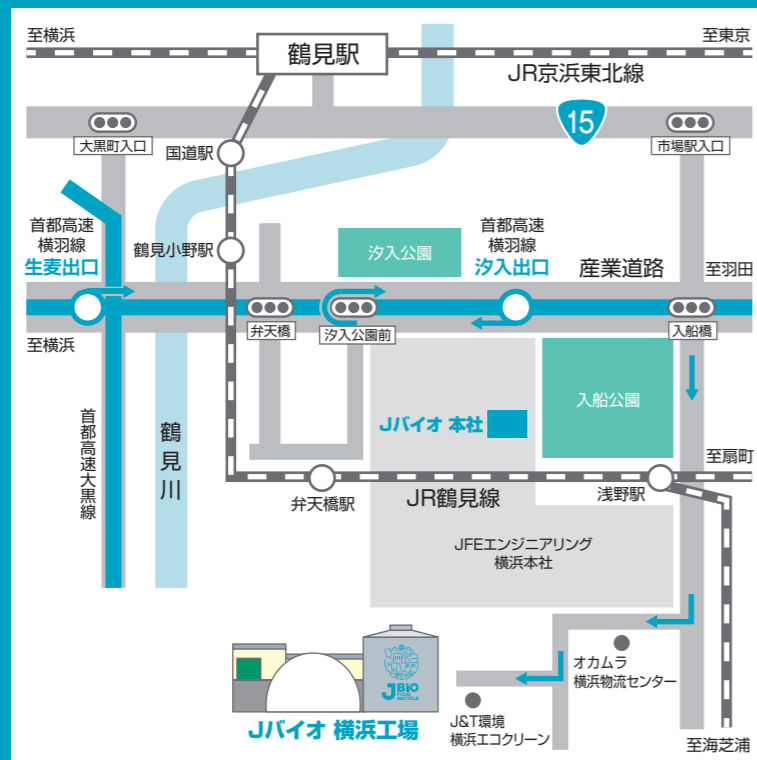 至横浜
鶴見駅
至東京
JR京浜東北線
15
大黒町入口
国道駅
市場駅入口
首都高速
横羽線
生麦出口
鶴見小野駅
汐入公園
首都高速
横羽線
汐入出口
産業道路
至羽田
至横浜
弁天橋
汐入公園前
入船橋
首都高速大黒線
鶴見川
Jバイオ 本社
入船公園
至扇町
弁天橋駅
JR鶴見線
浅野駅
JFEエンジニアリング
横浜本社
オカムラ
横浜物流センター
J BiO
FOOD
RECYCLE
Jバイオ 横浜工場
J&T環境
横浜エコクリーン
至海芝浦